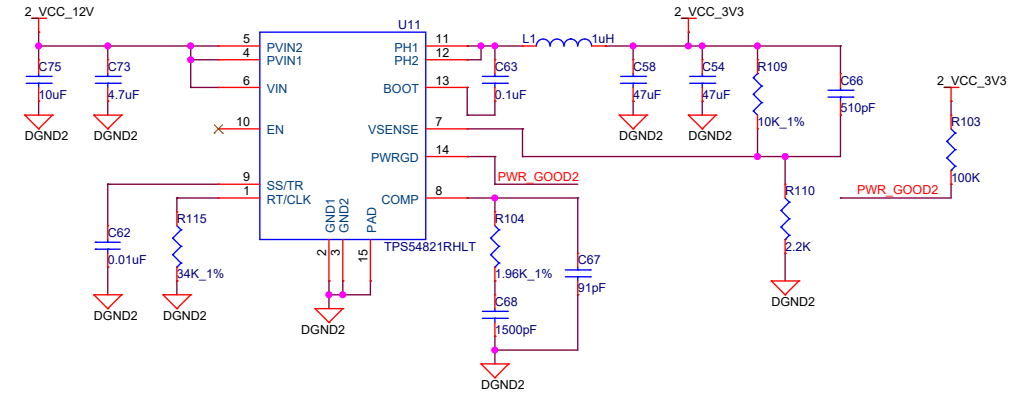 2_VCC_12V
2_VCC_3V3
U11
5
PVIN2
PH1
11
L1
1uH
4
PVIN1
PH2
12
C75
10uF
C73
4.7uF
C63
0.1uF
C58
47uF
C54
47uF
R109
10K_1%
C66
510pF
2_VCC_3V3
6
VIN
BOOT
13
DGND2
DGND2
DGND2
DGND2
10
EN
VSENSE
7
R103
100K
PWRGD
14
PWR_GOOD2
PWR_GOOD2
9
SS/TR
1
RT/CLK
COMP
8
R110
2.2K
GND1
GND2
PAD
2
3
15
TPS54821RHLT
C62
0.01uF
R115
34K_1%
R104
1.96K_1%
C67
91pF
C68
1500pF
DGND2
DGND2
DGND2
DGND2
DGND2